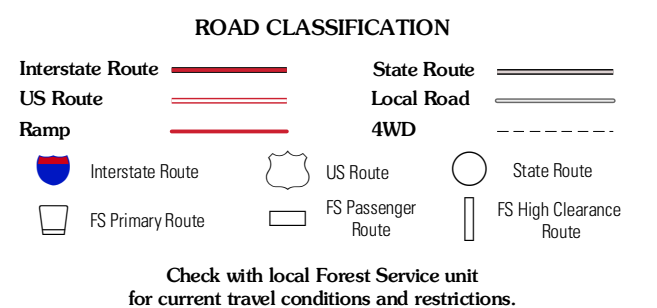 ROAD CLASSIFICATION
Interstate Route
State Route
US Route
Local Road
Ramp
4WD
Interstate Route
US Route
State Route
FS Primary Route
FS Passenger
Route
FS High Clearance
Route
Check with local Forest Service unit
for current travel conditions and restrictions.